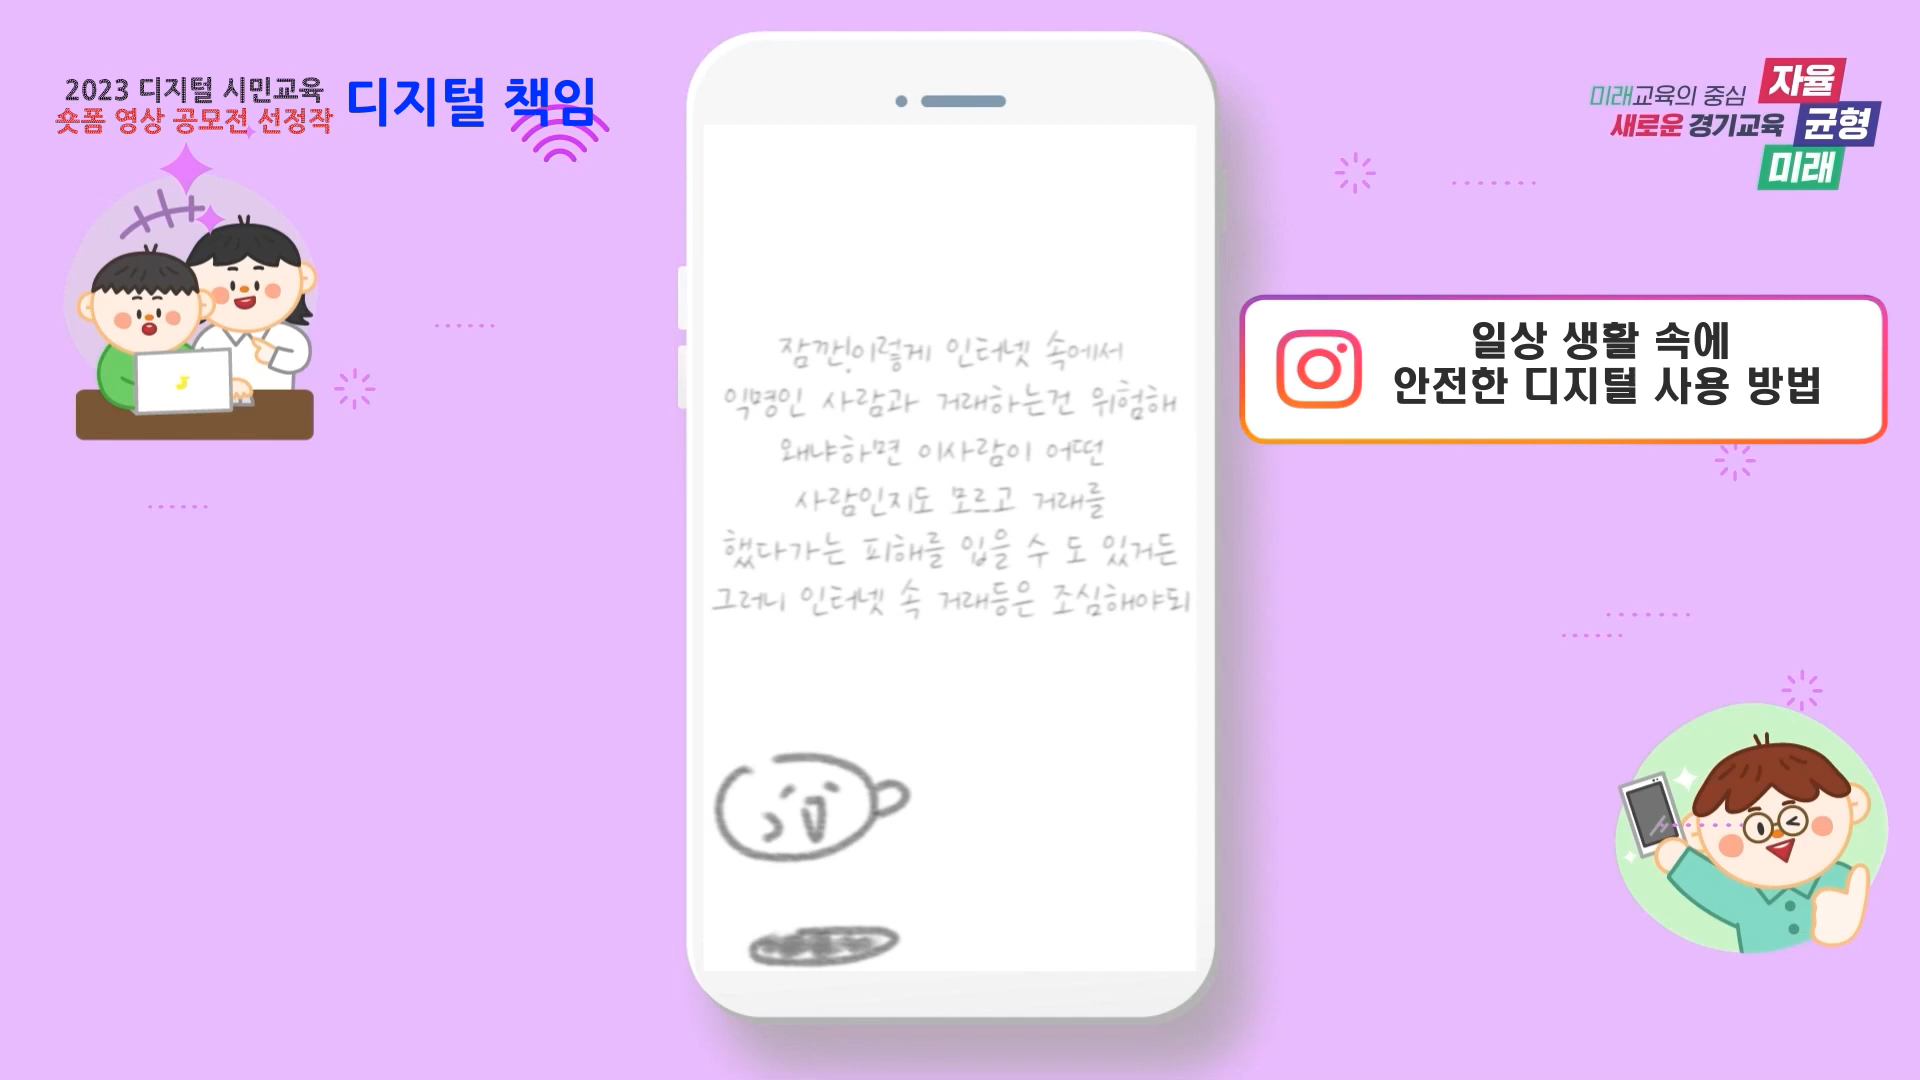 2023 디지털 시민교육
숏폼 영상 공모전 선정작
디지털 책임
미래교육의 중심
새로운 경기교육
자율
균형
미래
잠깐!이렇게 인터넷 속에서
익명인 사람과 거래하는건 위험해
왜냐하면 이사람이 어떤
사람인지도 모르고 거래를
했다가는 피해를 입을 수 도 있거든
그러니 인터넷 속 거래등은 조심해야되
일상 생활 속에
안전한 디지털 사용 방법
J